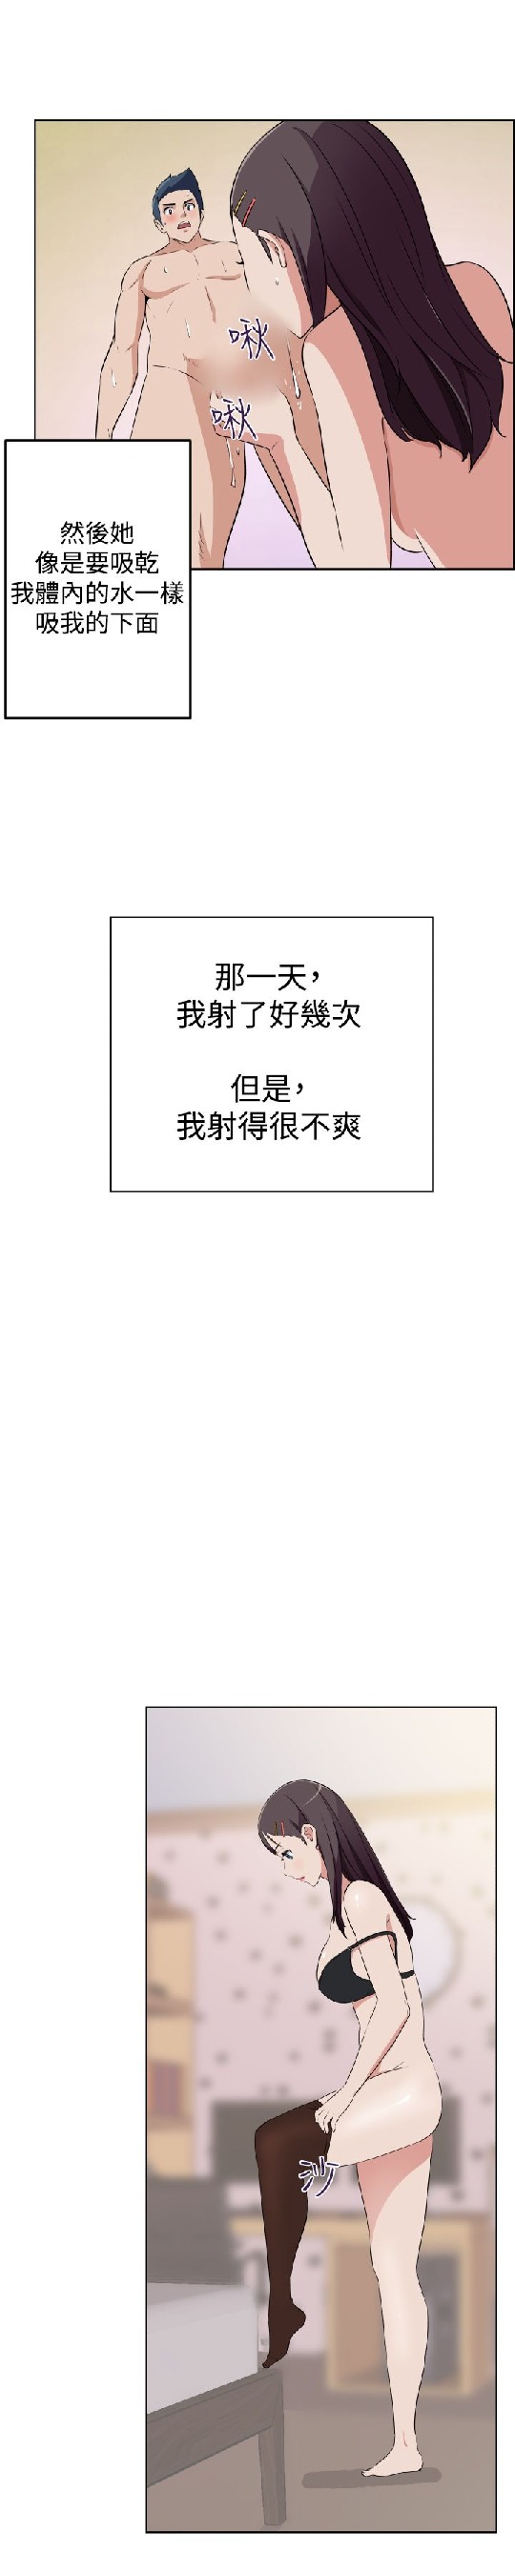 啾
啾
然後她
像是要吸乾
我體內的水一樣
吸我的下面
那一天，
我射了好幾次
但是，
我射得很不爽
沙